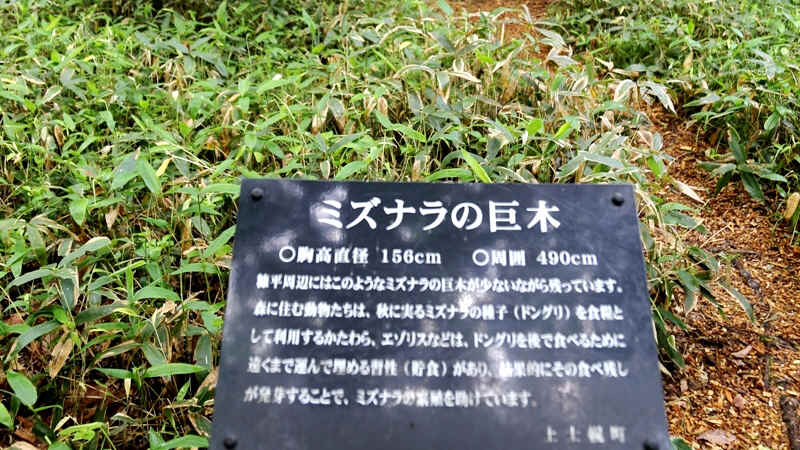 ミズナラの巨木
○胸高直径 156cm ○周囲 490cm
糠平周辺にはこのようなミズナラの巨木が少ないながら残っています。
森に住む動物たちは、秋に実るミズナラの種子（ドングリ）を食糧と
して利用するかたわら、エゾリスなどは、ドングリを後で食べるために
遠くまで運んで埋める習性（貯食）があり、結果的にその食べ残し
が発芽することで、ミズナラの繁殖を助けています。
上士幌町